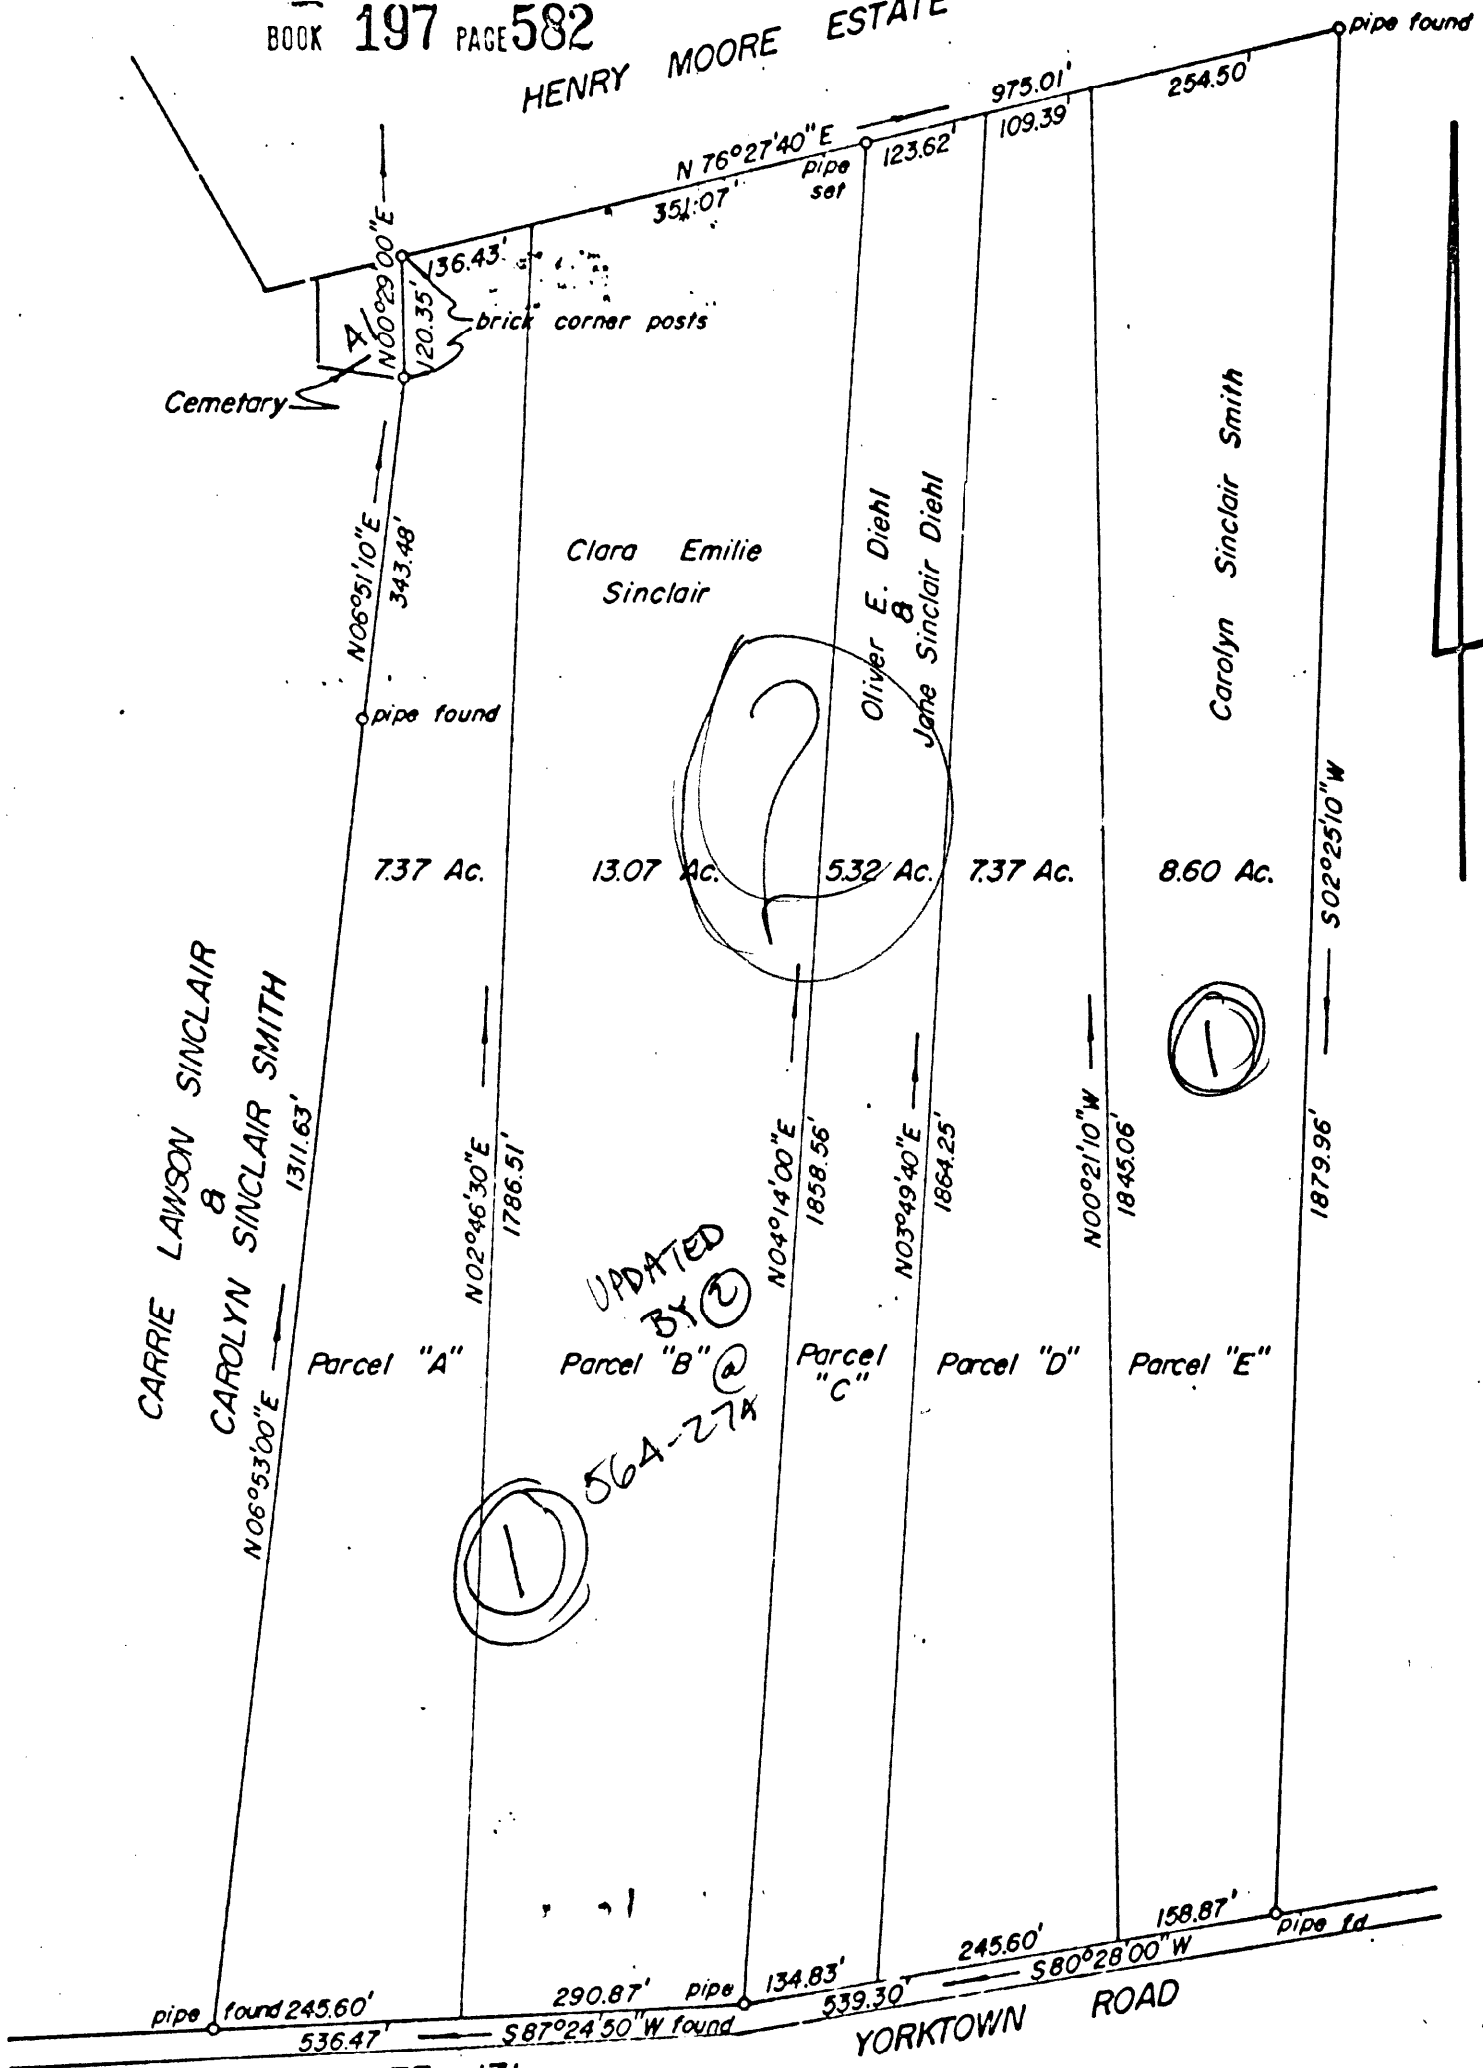 BOOK 197 PAGE 582
HENRY MOORE ESTATE
pipe found
N 76°27'40"E
975.01'
136.43'
351.07'
pipe
set
123.62'
109.39'
254.50'
N00°29'00"E
120.35'
brick corner posts
Cemetary
N06°51'10"E
343.48'
pipe found
Clara Emilie
Sinclair
Oliver E. Diehl
&
Jane Sinclair Diehl
Carolyn Sinclair Smith
?
7.37 Ac.
13.07 Ac.
5.32 Ac.
7.37 Ac.
8.60 Ac.
S02°25'10"W
1879.96'
CARRIE LAWSON SINCLAIR
&
CAROLYN SINCLAIR SMITH
N06°53'00"E
1311.63'
N02°46'30"E
1786.51'
N04°14'00"E
1858.56'
N03°49'40"E
1864.25'
N00°21'10"W
1845.06'
1
UPDATED
BY 2
@
56A-27A
Parcel "A"
Parcel "B"
Parcel
"C"
Parcel "D"
Parcel "E"
1
pipe found
245.60'
290.87'
pipe
found
134.83'
245.60'
158.87'
pipe fd
536.47'
S87°24'50"W
539.30'
S80°28'00"W
YORKTOWN ROAD